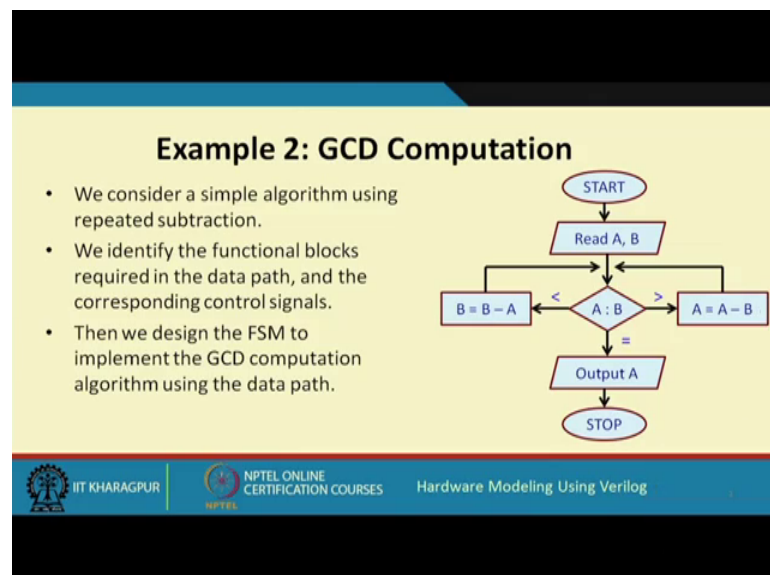 Example 2: GCD Computation
• We consider a simple algorithm using
repeated subtraction.
• We identify the functional blocks
required in the data path, and the
corresponding control signals.
• Then we design the FSM to
implement the GCD computation
algorithm using the data path.
START
Read A, B
B = B – A
<
A : B
>
A = A – B
=
Output A
STOP
IIT KHARAGPUR
NPTEL
NPTEL ONLINE
CERTIFICATION COURSES
Hardware Modeling Using Verilog